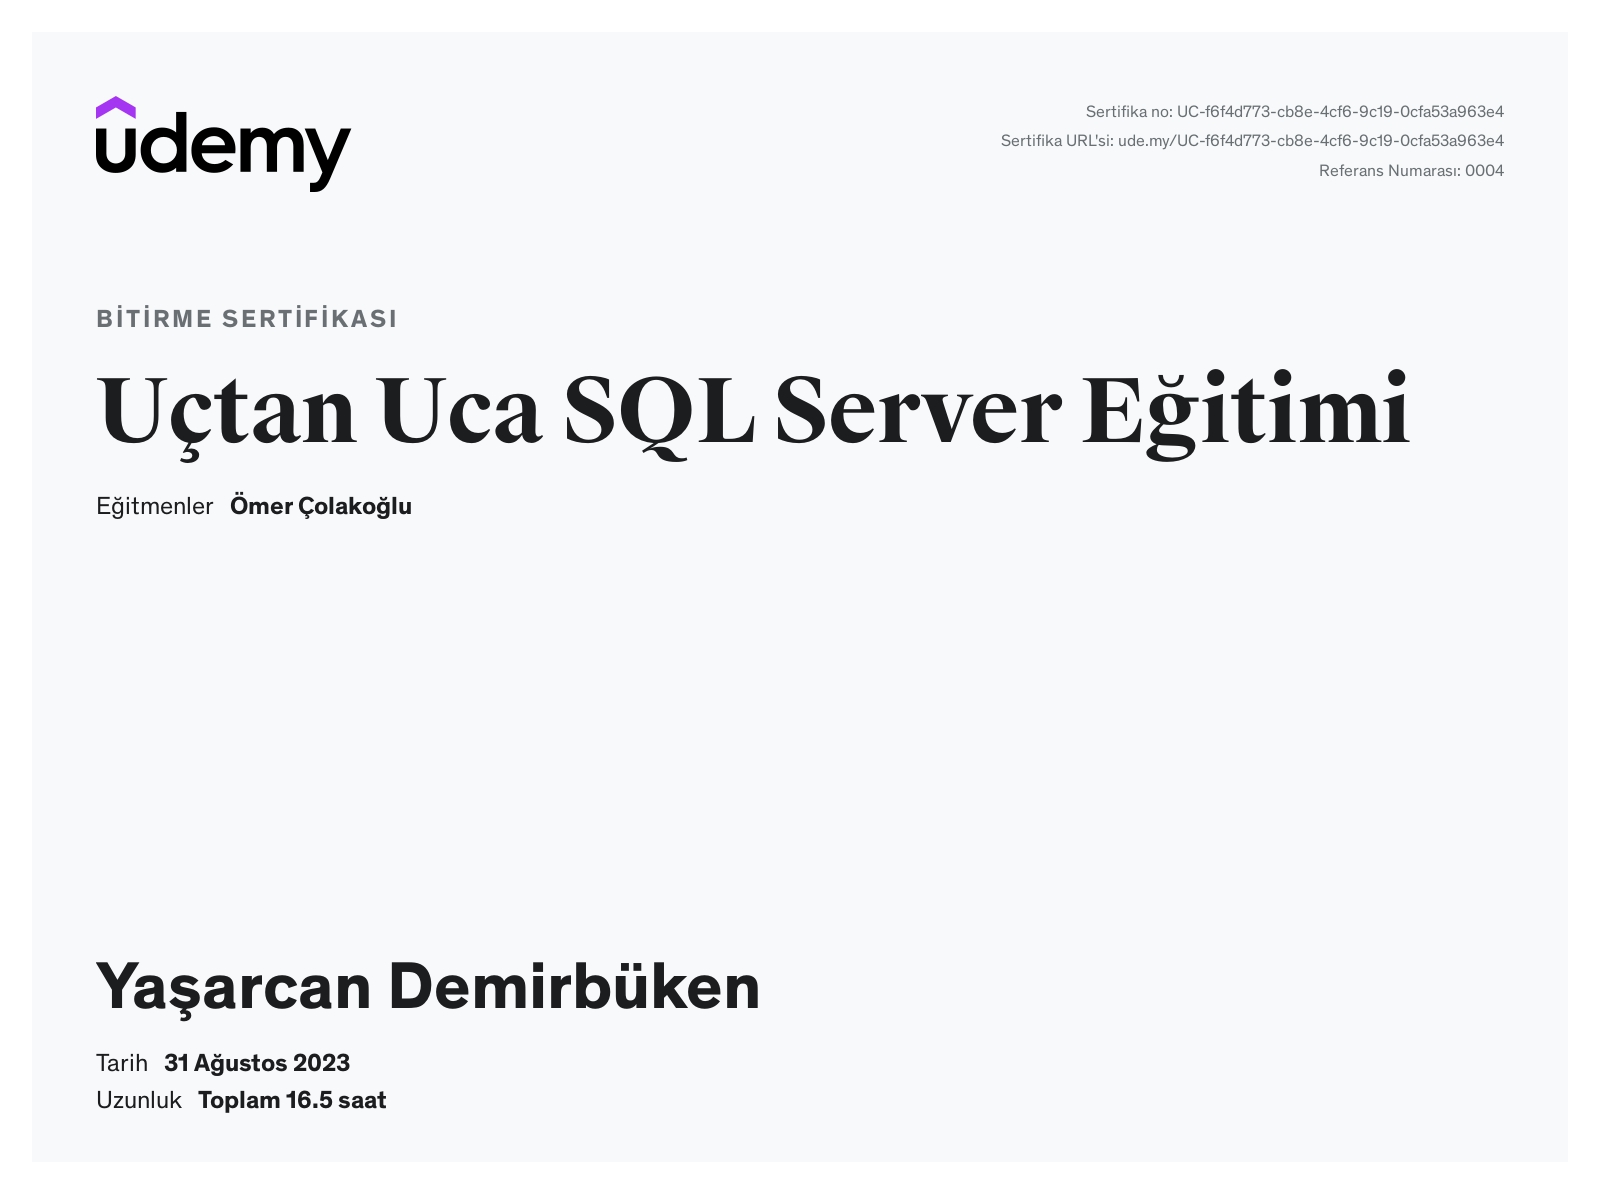 udemy
Sertifika no: UC-f6f4d773-cb8e-4cf6-9c19-0cfa53a963e4
Sertifika URL'si: ude.my/UC-f6f4d773-cb8e-4cf6-9c19-0cfa53a963e4
Referans Numarası: 0004
BİTİRME SERTİFİKASI
Uçtan Uca SQL Server Eğitimi
Eğitmenler Ömer Çolakoğlu
Yaşarcan Demirbüken
Tarih 31 Ağustos 2023
Uzunluk Toplam 16.5 saat